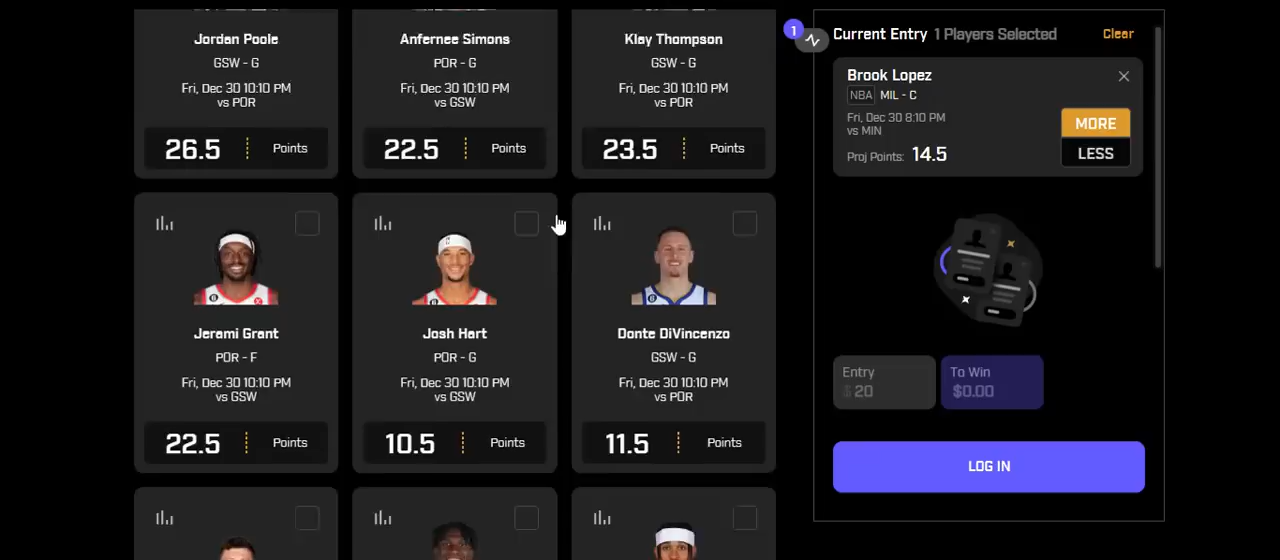 Jordan Poole
GSW - G
Fri, Dec 30 10:10 PM
vs POR
26.5 Points
Anfernee Simons
POR - G
Fri, Dec 30 10:10 PM
vs GSW
22.5 Points
Klay Thompson
GSW - G
Fri, Dec 30 10:10 PM
vs POR
23.5 Points
Jerami Grant
POR - F
Fri, Dec 30 10:10 PM
vs GSW
22.5 Points
Josh Hart
POR - G
Fri, Dec 30 10:10 PM
vs GSW
10.5 Points
Donte DiVincenzo
GSW - G
Fri, Dec 30 10:10 PM
vs POR
11.5 Points
1
Current Entry 1 Players Selected Clear
Brook Lopez
NBA MIL - C
Fri, Dec 30 8:10 PM
vs MIN
Proj Points: 14.5
MORE
LESS
Entry
$ 20
To Win
$0.00
LOG IN